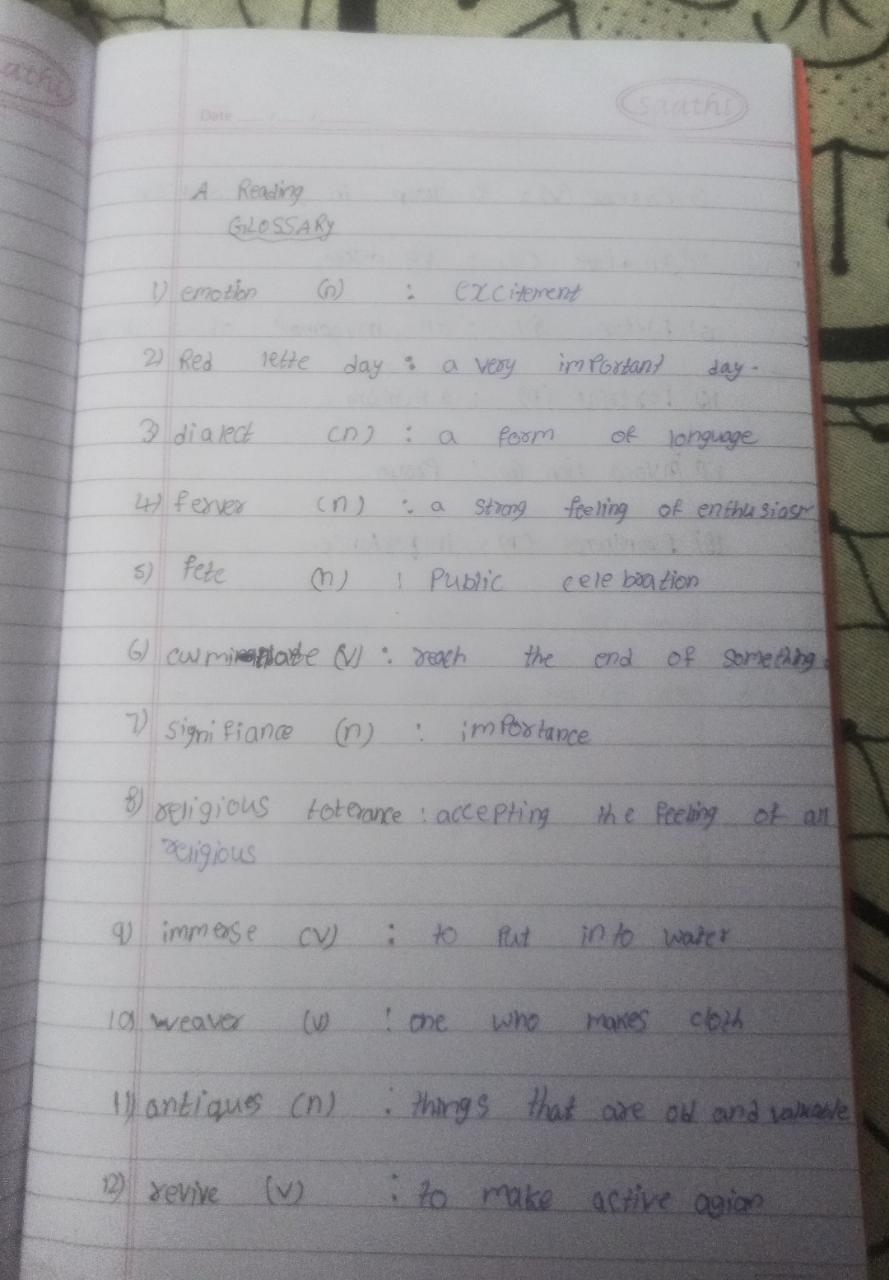 athi
Date / /
saathi
A Reading
GLOSSARY
1) emotion (n) : excitement
2) Red lette day : a very important day.
3) dialect (n) : a form of language
4) ferver (n) : a strong feeling of enthusiasm
5) fete (n) : Public celebration
6) (v) : reach the end of something.
7) signifiance (n) : importance
8) religious tolerance : accepting the feeling of all
religious
9) immerse (v) : to put into water
10) weaver (v) : one who makes cloth
11) antiques (n) : things that are old and valuable
12) revive (v) : to make active agian